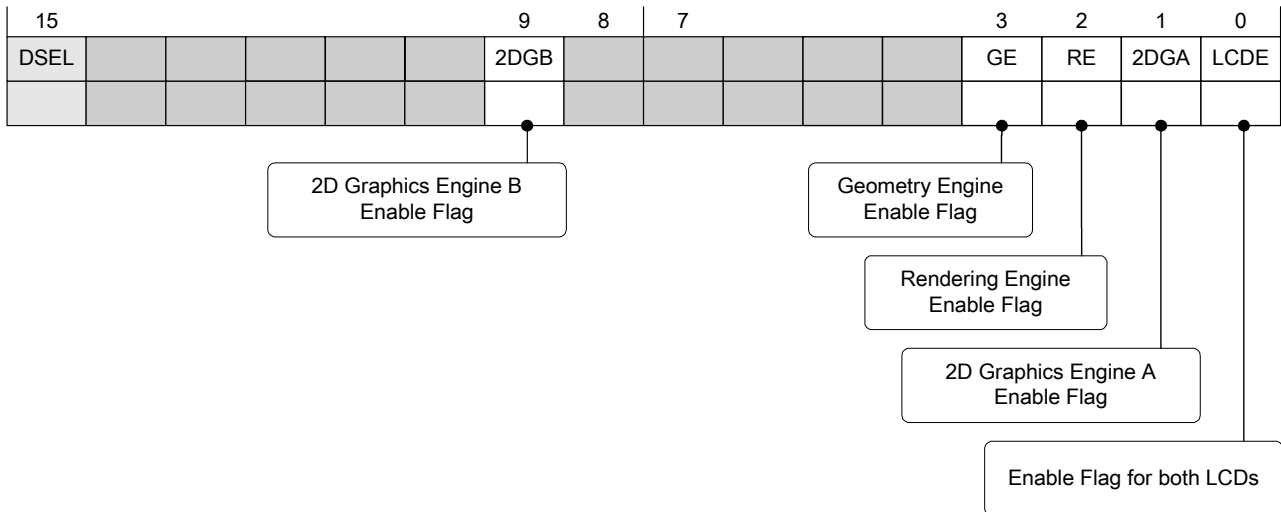 15 9 8 7 3 2 1 0
DSEL 2DGB GE RE 2DGA LCDE
2D Graphics Engine B
Enable Flag
Geometry Engine
Enable Flag
Rendering Engine
Enable Flag
2D Graphics Engine A
Enable Flag
Enable Flag for both LCDs